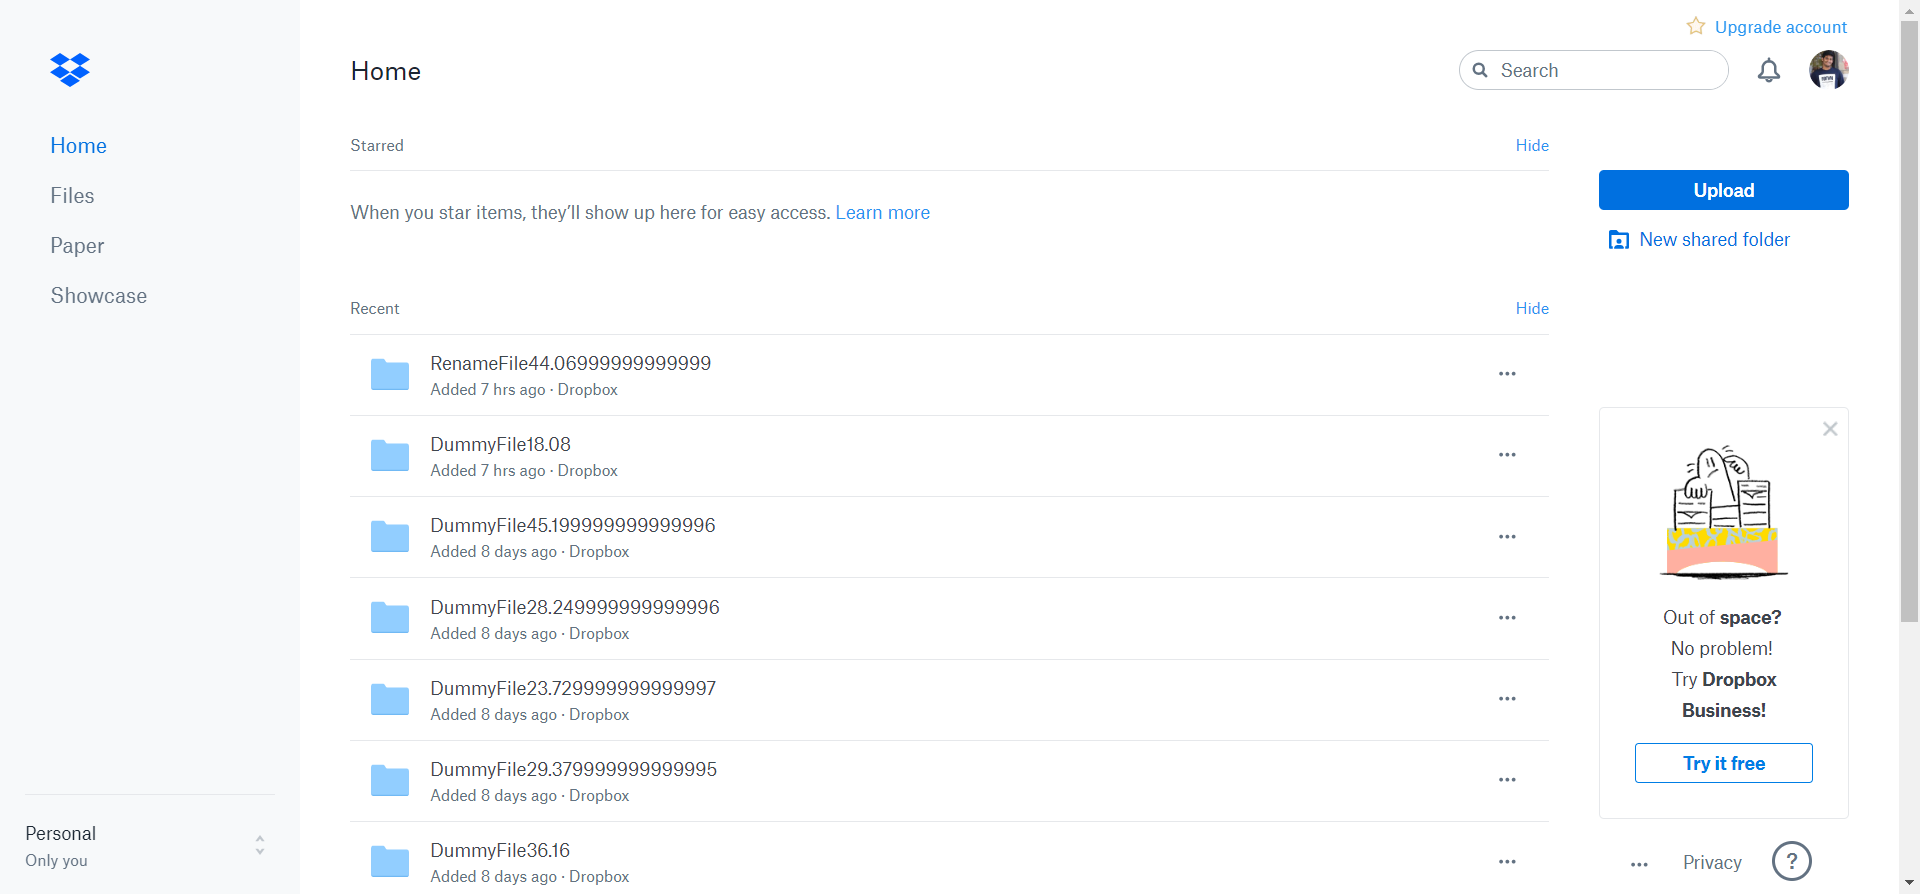 Upgrade account
Home
Search
Home
Files
Paper
Showcase
Starred
Hide
When you star items, they’ll show up here for easy access. Learn more
Upload
New shared folder
Recent
Hide
RenameFile44.06999999999999
Added 7 hrs ago · Dropbox
DummyFile18.08
Added 7 hrs ago · Dropbox
DummyFile45.199999999999996
Added 8 days ago · Dropbox
DummyFile28.249999999999996
Added 8 days ago · Dropbox
DummyFile23.729999999999997
Added 8 days ago · Dropbox
DummyFile29.379999999999995
Added 8 days ago · Dropbox
DummyFile36.16
Added 8 days ago · Dropbox
Out of space?
No problem!
Try Dropbox
Business!
Try it free
Personal
Only you
Privacy
?